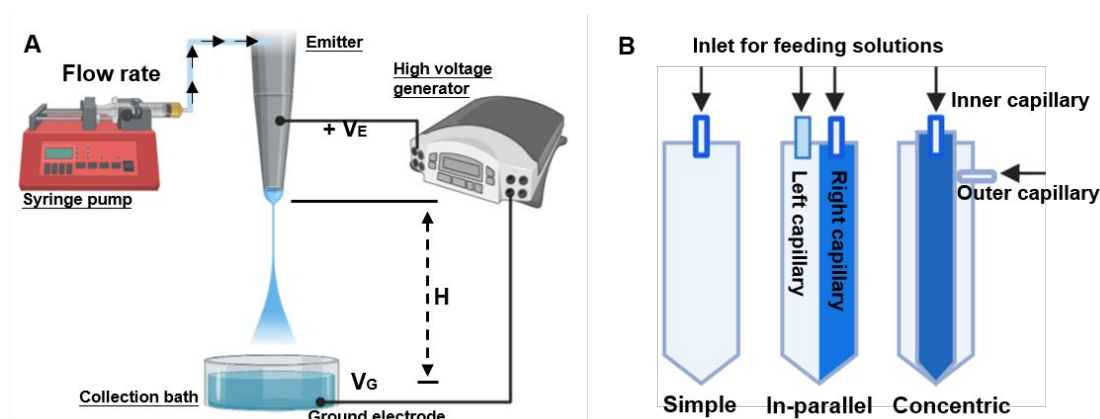 A
Emitter
Flow rate
High voltage
generator
+ VE
Syringe pump
H
VG
Collection bath
Ground electrode
B
Inlet for feeding solutions
Inner capillary
Outer capillary
Left capillary
Right capillary
Simple
In-parallel
Concentric